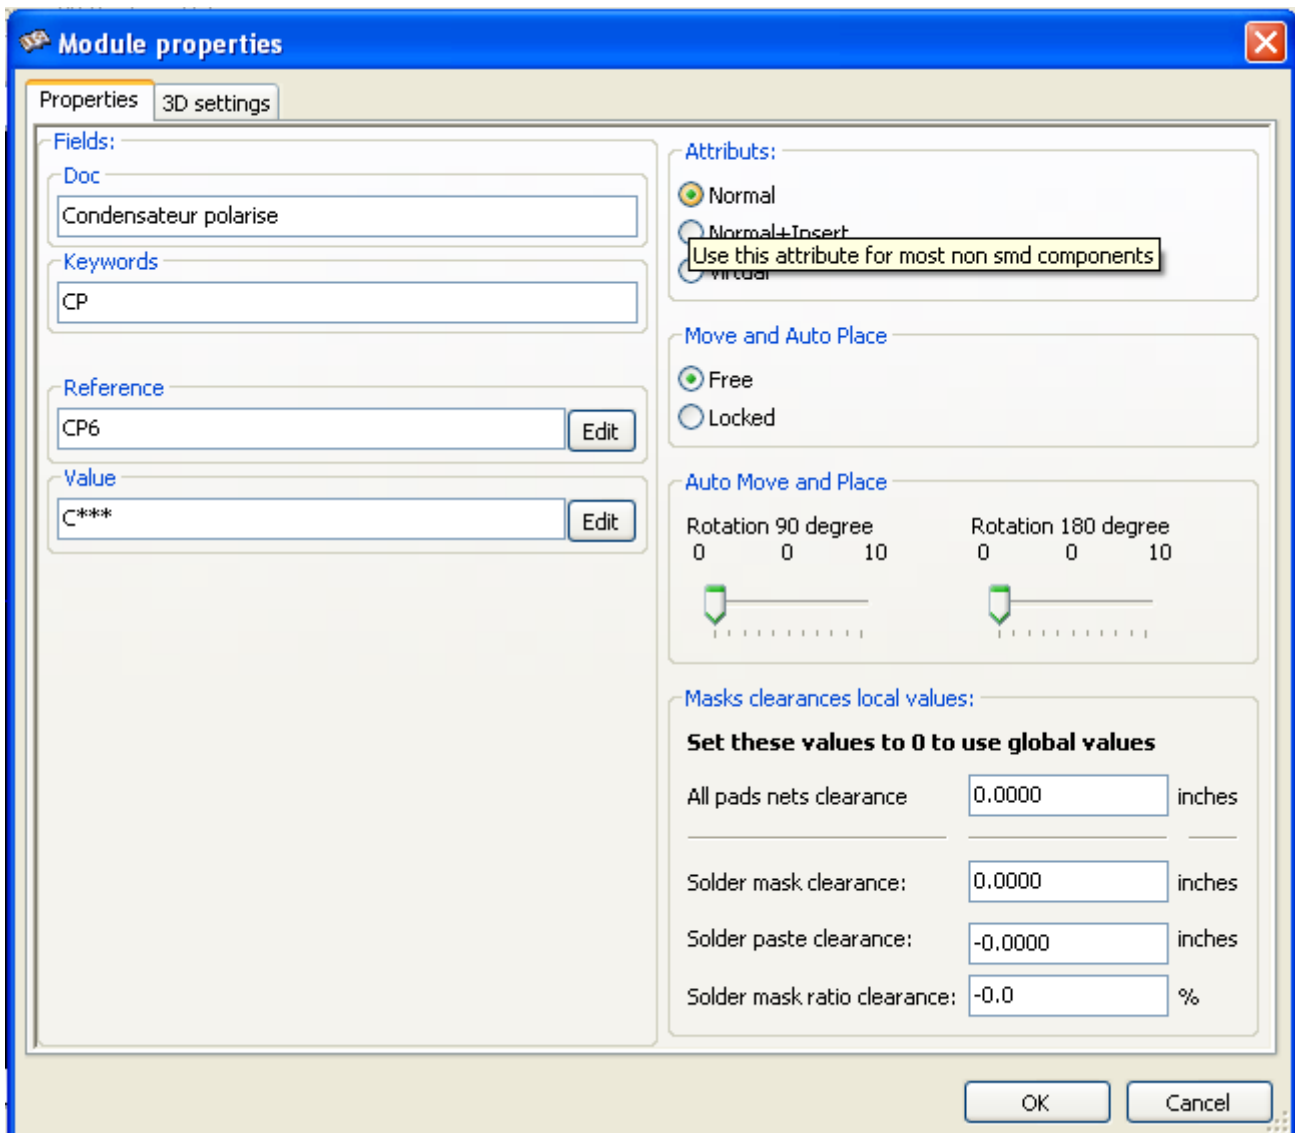 Module properties
Properties
3D settings
Fields:
Doc
Condensateur polarise
Keywords
CP
Reference
CP6
Edit
Value
C***
Edit
Attributs:
Normal
Normal+Insert
Use this attribute for most non smd components
Virtual
Move and Auto Place
Free
Locked
Auto Move and Place
Rotation 90 degree
0 0 10
Rotation 180 degree
0 0 10
Masks clearances local values:
Set these values to 0 to use global values
All pads nets clearance 0.0000 inches
Solder mask clearance: 0.0000 inches
Solder paste clearance: -0.0000 inches
Solder mask ratio clearance: -0.0 %
OK
Cancel